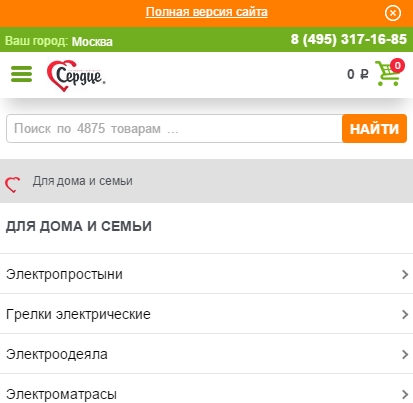 Полная версия сайта
Ваш город: Москва
8 (495) 317-16-85
Сердце
0 ₽
0
Поиск по 4875 товарам ...
НАЙТИ
Для дома и семьи
ДЛЯ ДОМА И СЕМЬИ
Электропростыни
Грелки электрические
Электроодеяла
Электроматрасы